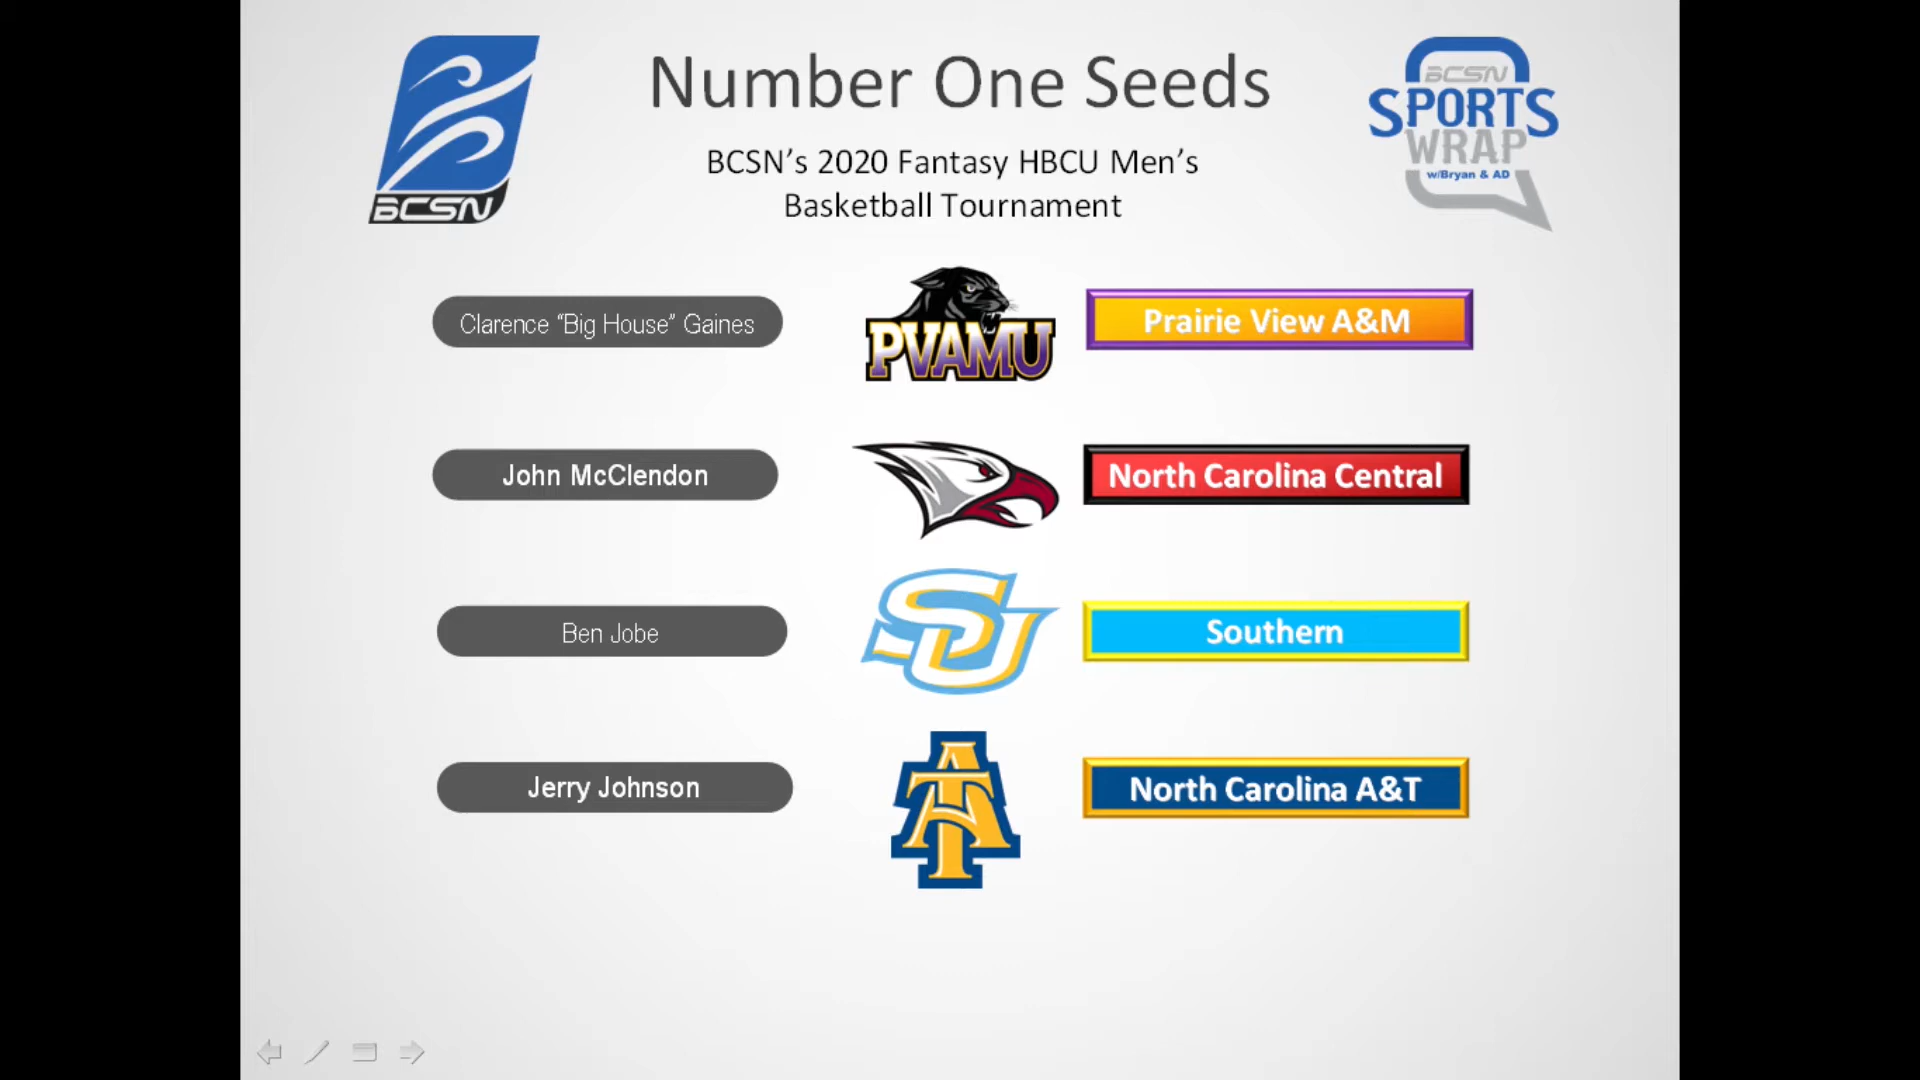 Number One Seeds
BCSN’s 2020 Fantasy HBCU Men’s
Basketball Tournament
BCSN
BCSN
SPORTS
WRAP
w/Bryan & AD
Clarence “Big House” Gaines
PVAMU
Prairie View A&M
John McClendon
North Carolina Central
Ben Jobe
SU
Southern
Jerry Johnson
AT
North Carolina A&T